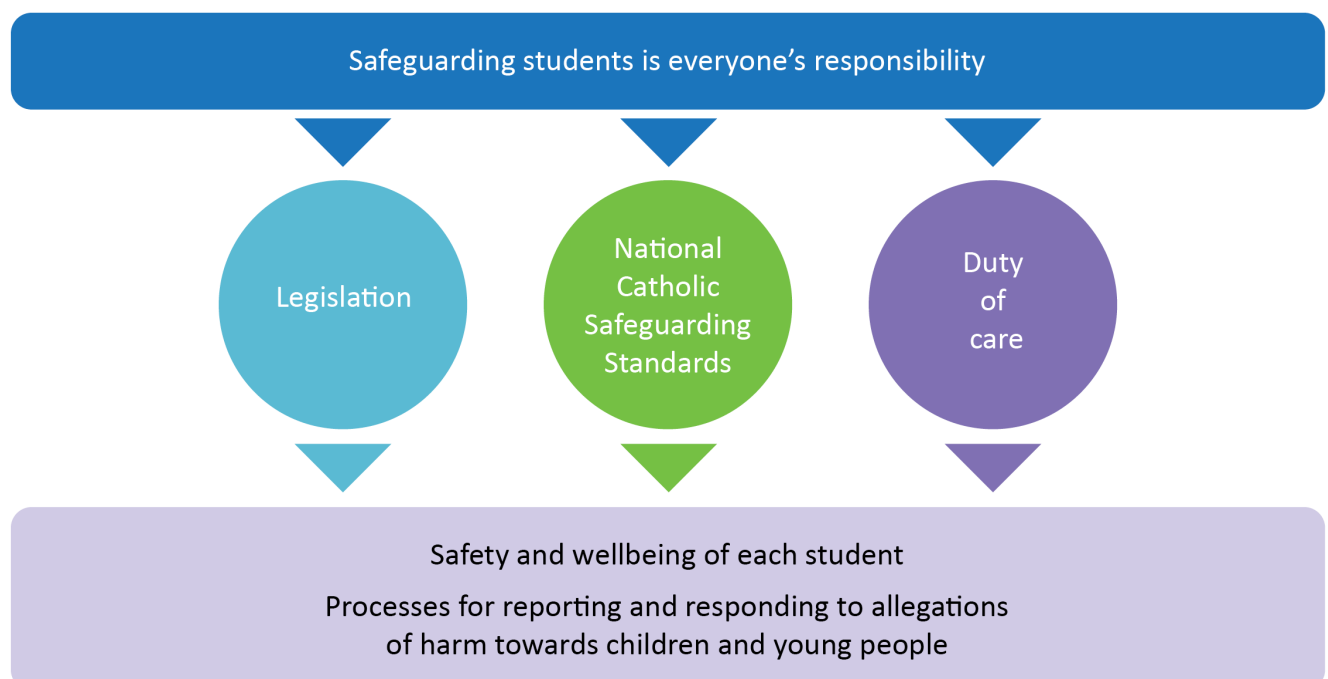 Safeguarding students is everyone’s responsibility
Legislation
National
Catholic
Safeguarding
Standards
Duty
of
care
Safety and wellbeing of each student
Processes for reporting and responding to allegations
of harm towards children and young people